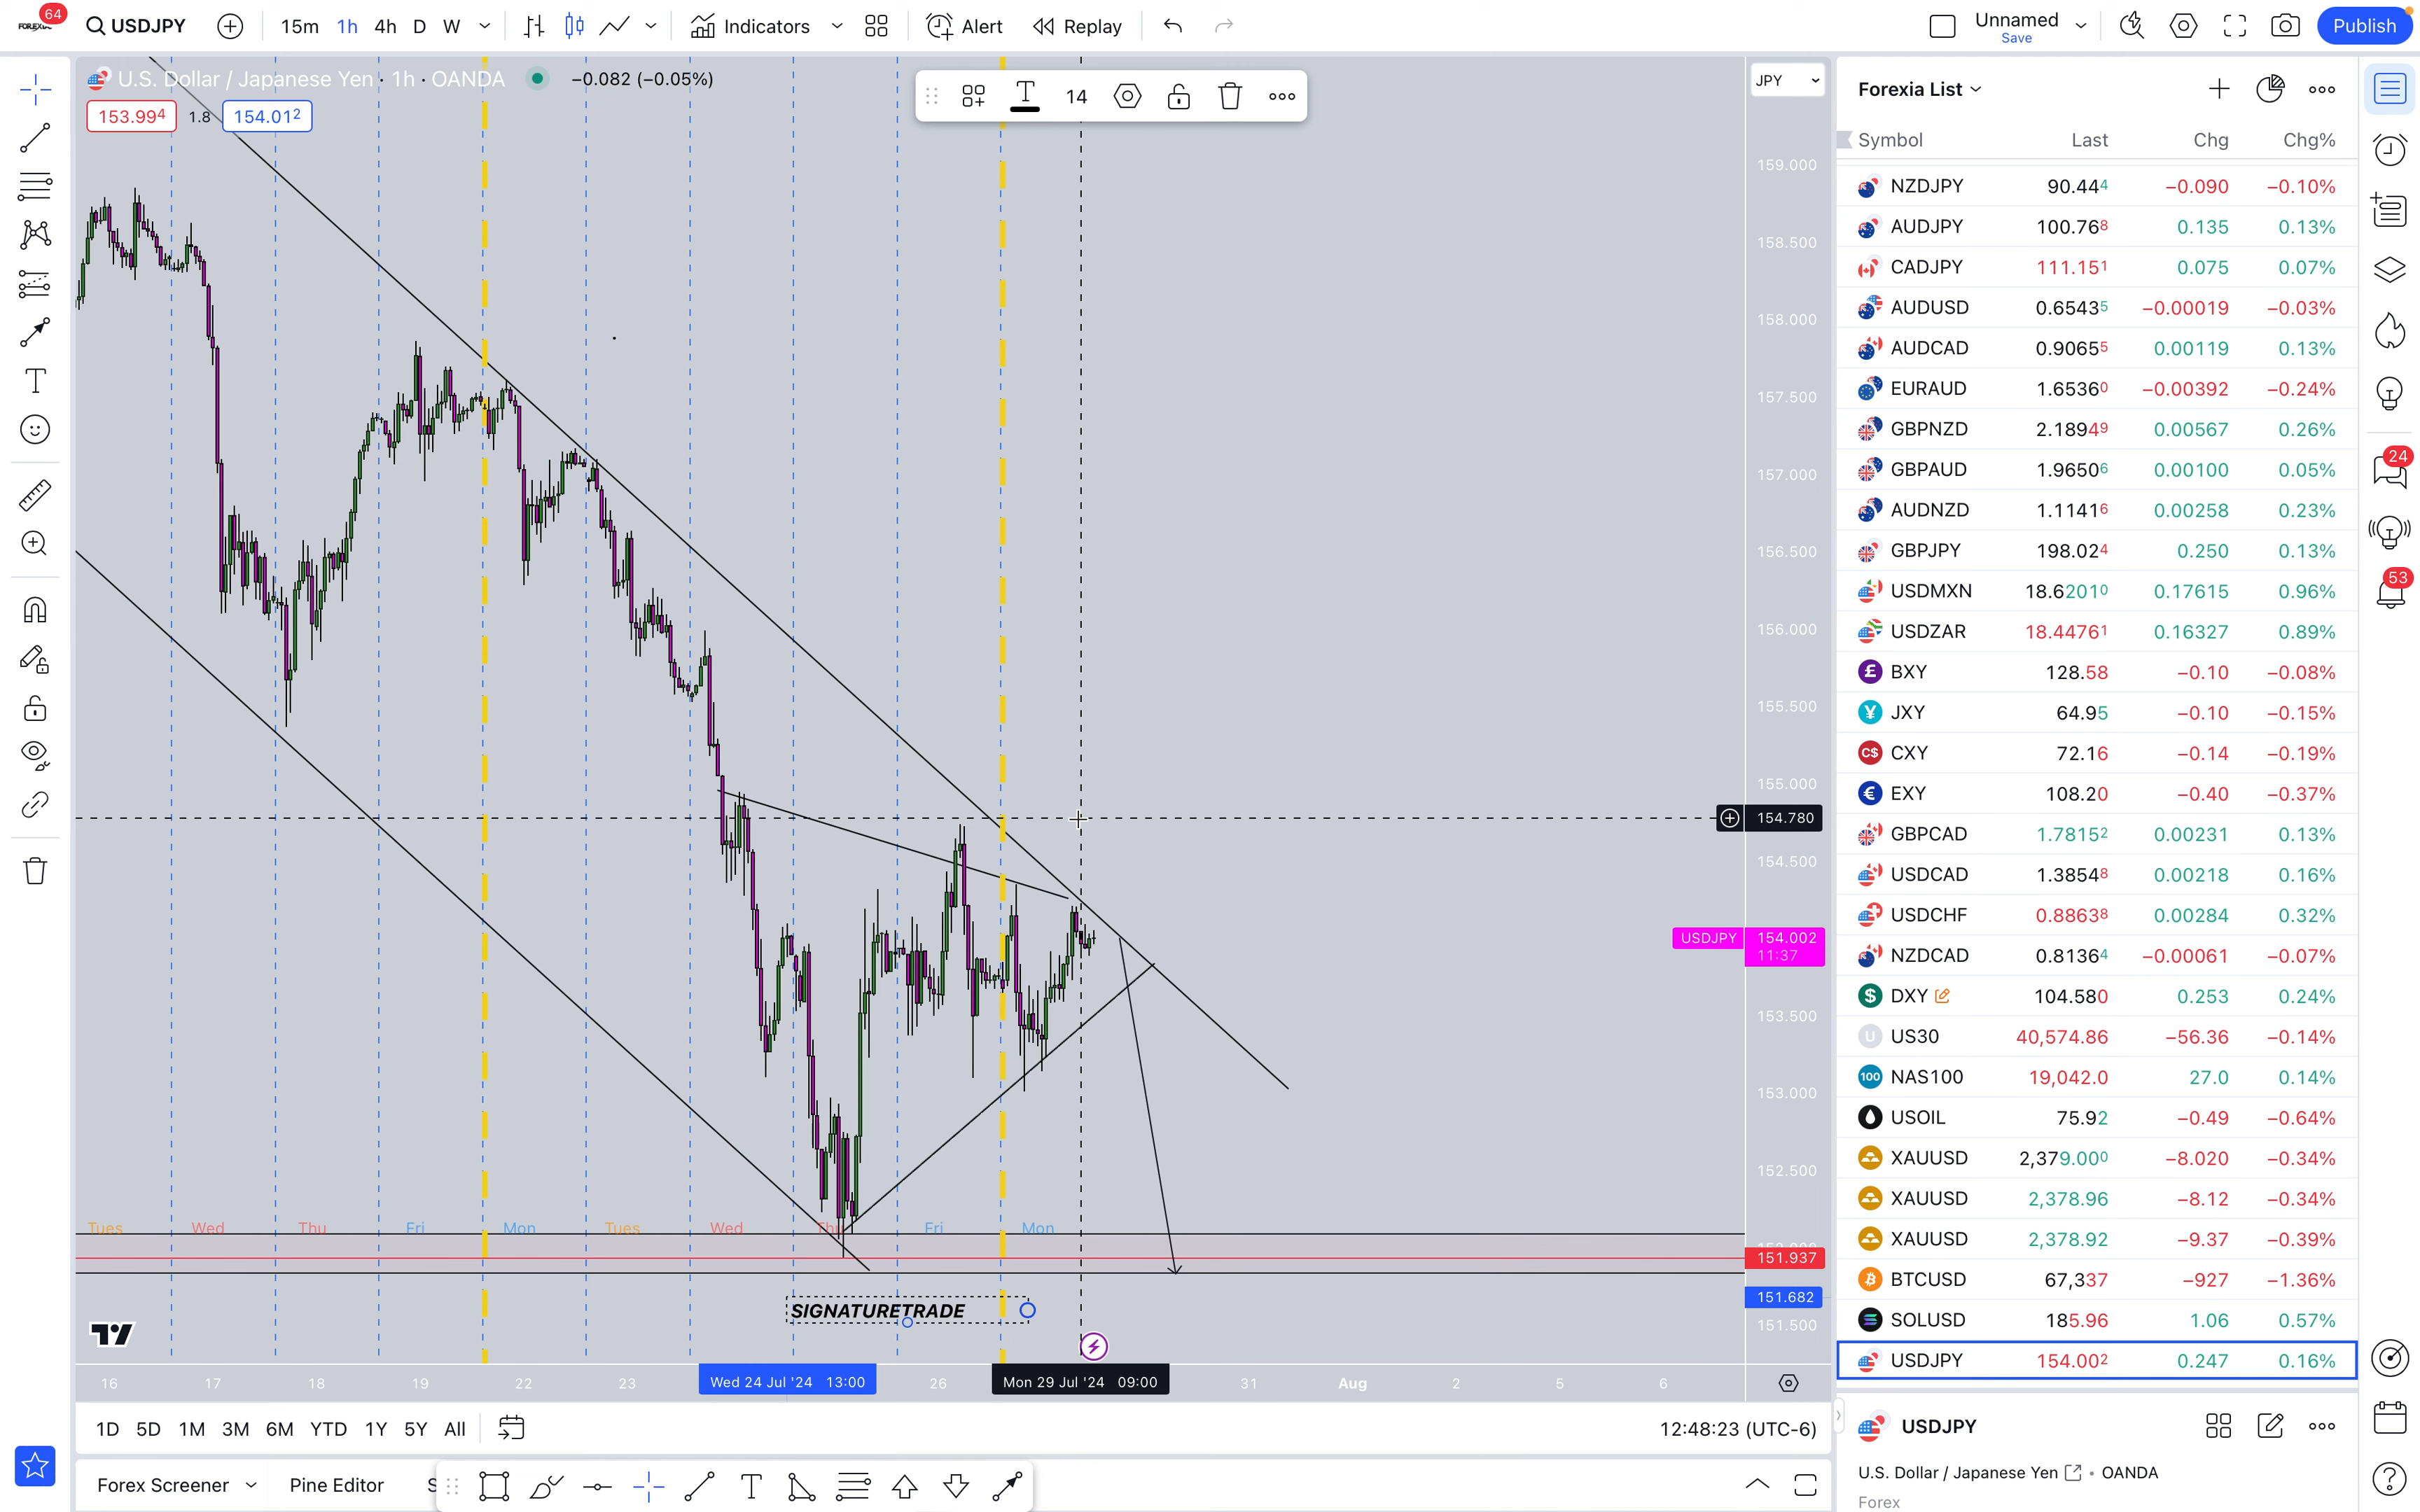 64
USDJPY 15m 1h 4h D W Indicators Alert Replay Unnamed Save Publish
U.S. Dollar / Japanese Yen · 1h · OANDA −0.082 (−0.05%)
153.994 1.8 154.012
14
JPY
159.000
158.500
158.000
157.500
157.000
156.500
156.000
155.500
155.000
154.780
154.500
USDJPY 154.002
11:37
153.500
153.000
152.500
151.937
151.682
151.500
Tues Wed Thu Fri Mon Tues Wed Thu Fri Mon
SIGNATURETRADE
16 17 18 19 22 23 Wed 24 Jul '24 13:00 26 Mon 29 Jul '24 09:00 31 Aug 2 5 6
1D 5D 1M 3M 6M YTD 1Y 5Y All 12:48:23 (UTC-6)
Forex Screener Pine Editor
Forexia List
Symbol Last Chg Chg%
NZDJPY 90.444 −0.090 −0.10%
AUDJPY 100.768 0.135 0.13%
CADJPY 111.151 0.075 0.07%
AUDUSD 0.65435 −0.00019 −0.03%
AUDCAD 0.90655 0.00119 0.13%
EURAUD 1.65360 −0.00392 −0.24%
GBPNZD 2.18949 0.00567 0.26%
GBPAUD 1.96506 0.00100 0.05%
AUDNZD 1.11416 0.00258 0.23%
GBPJPY 198.024 0.250 0.13%
USDMXN 18.62010 0.17615 0.96%
USDZAR 18.44761 0.16327 0.89%
BXY 128.58 −0.10 −0.08%
JXY 64.95 −0.10 −0.15%
CXY 72.16 −0.14 −0.19%
EXY 108.20 −0.40 −0.37%
GBPCAD 1.78152 0.00231 0.13%
USDCAD 1.38548 0.00218 0.16%
USDCHF 0.88638 0.00284 0.32%
NZDCAD 0.81364 −0.00061 −0.07%
DXY 104.580 0.253 0.24%
US30 40,574.86 −56.36 −0.14%
NAS100 19,042.0 27.0 0.14%
USOIL 75.92 −0.49 −0.64%
XAUUSD 2,379.000 −8.020 −0.34%
XAUUSD 2,378.96 −8.12 −0.34%
XAUUSD 2,378.92 −9.37 −0.39%
BTCUSD 67,337 −927 −1.36%
SOLUSD 185.96 1.06 0.57%
USDJPY 154.002 0.247 0.16%
USDJPY
U.S. Dollar / Japanese Yen • OANDA
Forex
24
53